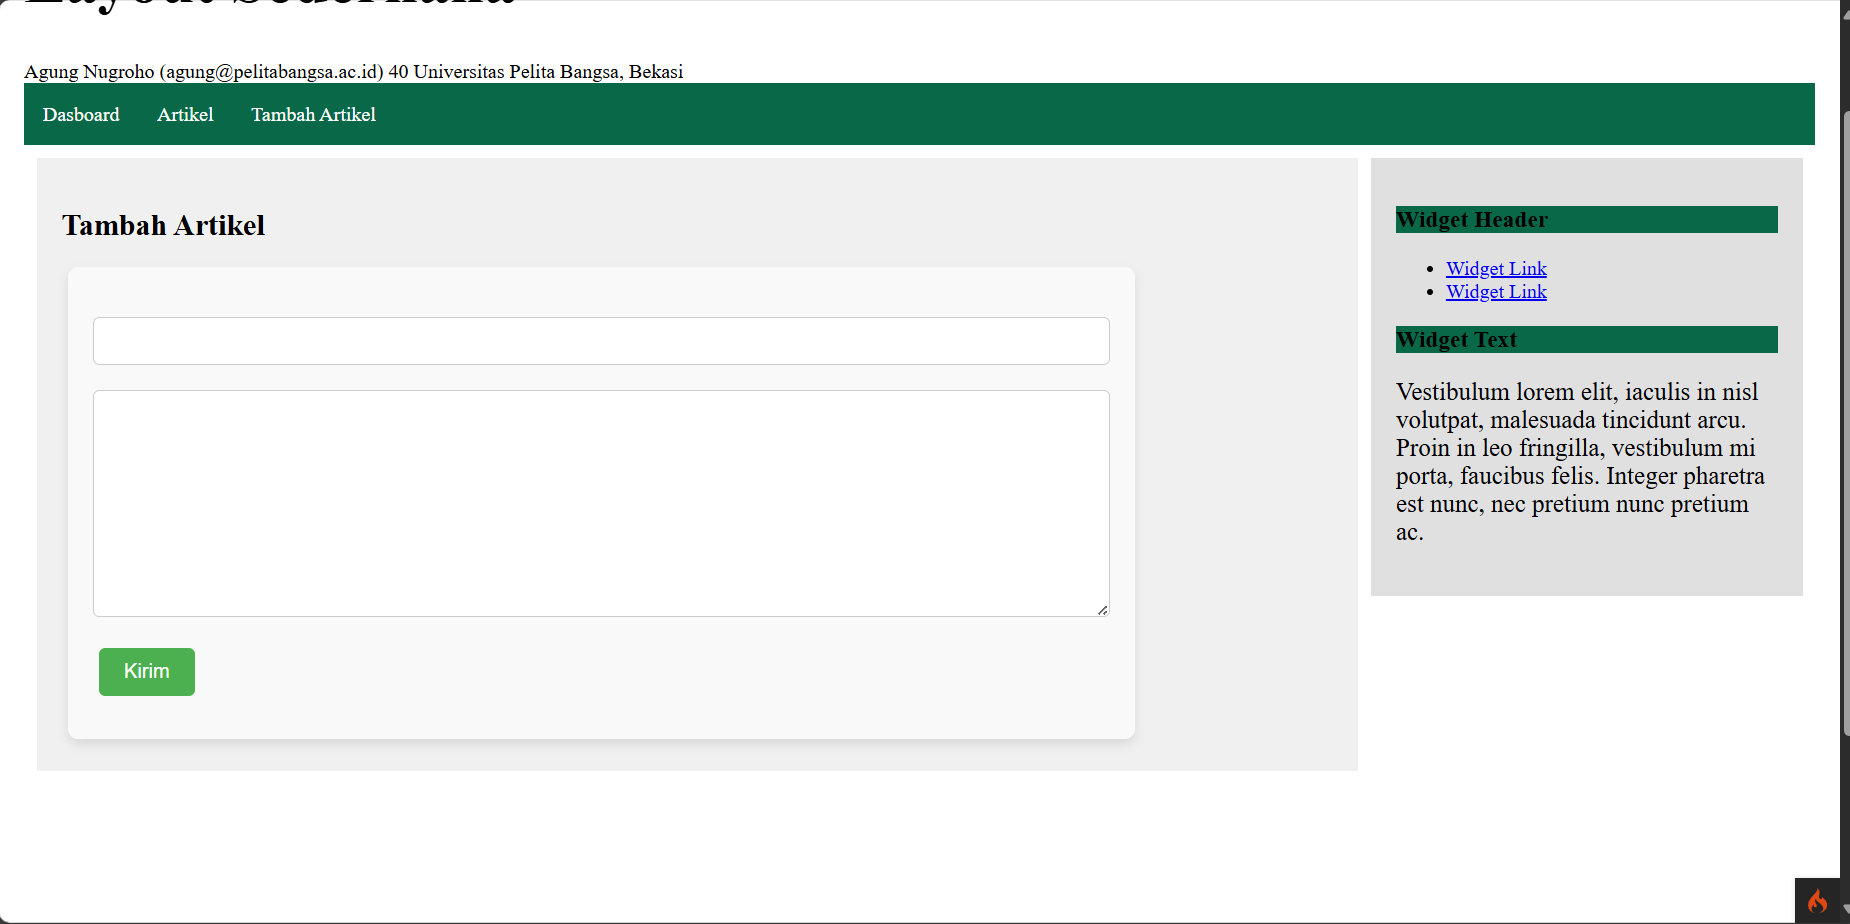 Layout Sederhana
Agung Nugroho (agung@pelitabangsa.ac.id) 40 Universitas Pelita Bangsa, Bekasi
Dasboard Artikel Tambah Artikel
Tambah Artikel
Kirim
Widget Header
Widget Link
Widget Link
Widget Text
Vestibulum lorem elit, iaculis in nisl
volutpat, malesuada tincidunt arcu.
Proin in leo fringilla, vestibulum mi
porta, faucibus felis. Integer pharetra
est nunc, nec pretium nunc pretium
ac.